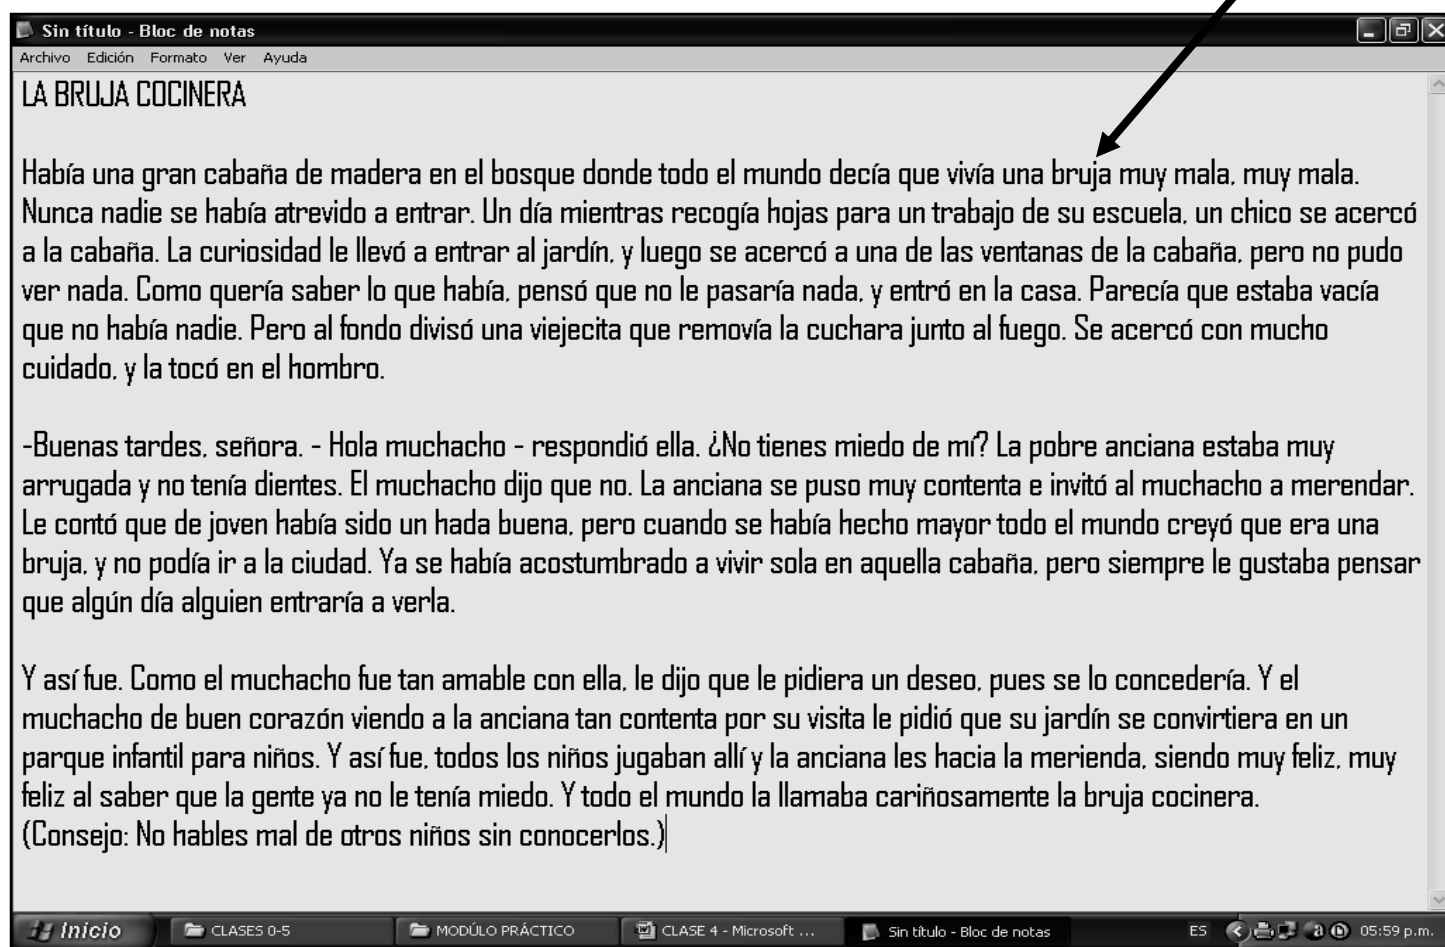 Sin título - Bloc de notas
Archivo Edición Formato Ver Ayuda
LA BRUJA COCINERA
Había una gran cabaña de madera en el bosque donde todo el mundo decía que vivía una bruja muy mala, muy mala.
Nunca nadie se había atrevido a entrar. Un día mientras recogía hojas para un trabajo de su escuela, un chico se acercó
a la cabaña. La curiosidad le llevó a entrar al jardín, y luego se acercó a una de las ventanas de la cabaña, pero no pudo
ver nada. Como quería saber lo que había, pensó que no le pasaría nada, y entró en la casa. Parecía que estaba vacía
que no había nadie. Pero al fondo divisó una viejecita que removía la cuchara junto al fuego. Se acercó con mucho
cuidado, y la tocó en el hombro.
-Buenas tardes, señora. - Hola muchacho - respondió ella. ¿No tienes miedo de mí? La pobre anciana estaba muy
arrugada y no tenía dientes. El muchacho dijo que no. La anciana se puso muy contenta e invitó al muchacho a merendar.
Le contó que de joven había sido un hada buena, pero cuando se había hecho mayor todo el mundo creyó que era una
bruja, y no podía ir a la ciudad. Ya se había acostumbrado a vivir sola en aquella cabaña, pero siempre le gustaba pensar
que algún día alguien entraría a verla.
Y así fue. Como el muchacho fue tan amable con ella, le dijo que le pidiera un deseo, pues se lo concedería. Y el
muchacho de buen corazón viendo a la anciana tan contenta por su visita le pidió que su jardín se convirtiera en un
parque infantil para niños. Y así fue, todos los niños jugaban allí y la anciana les hacia la merienda, siendo muy feliz, muy
feliz al saber que la gente ya no le tenía miedo. Y todo el mundo la llamaba cariñosamente la bruja cocinera.
(Consejo: No hables mal de otros niños sin conocerlos.)
Inicio CLASES 0-5 MODÚLO PRÁCTICO CLASE 4 - Microsoft ... Sin título - Bloc de notas ES 05:59 p.m.